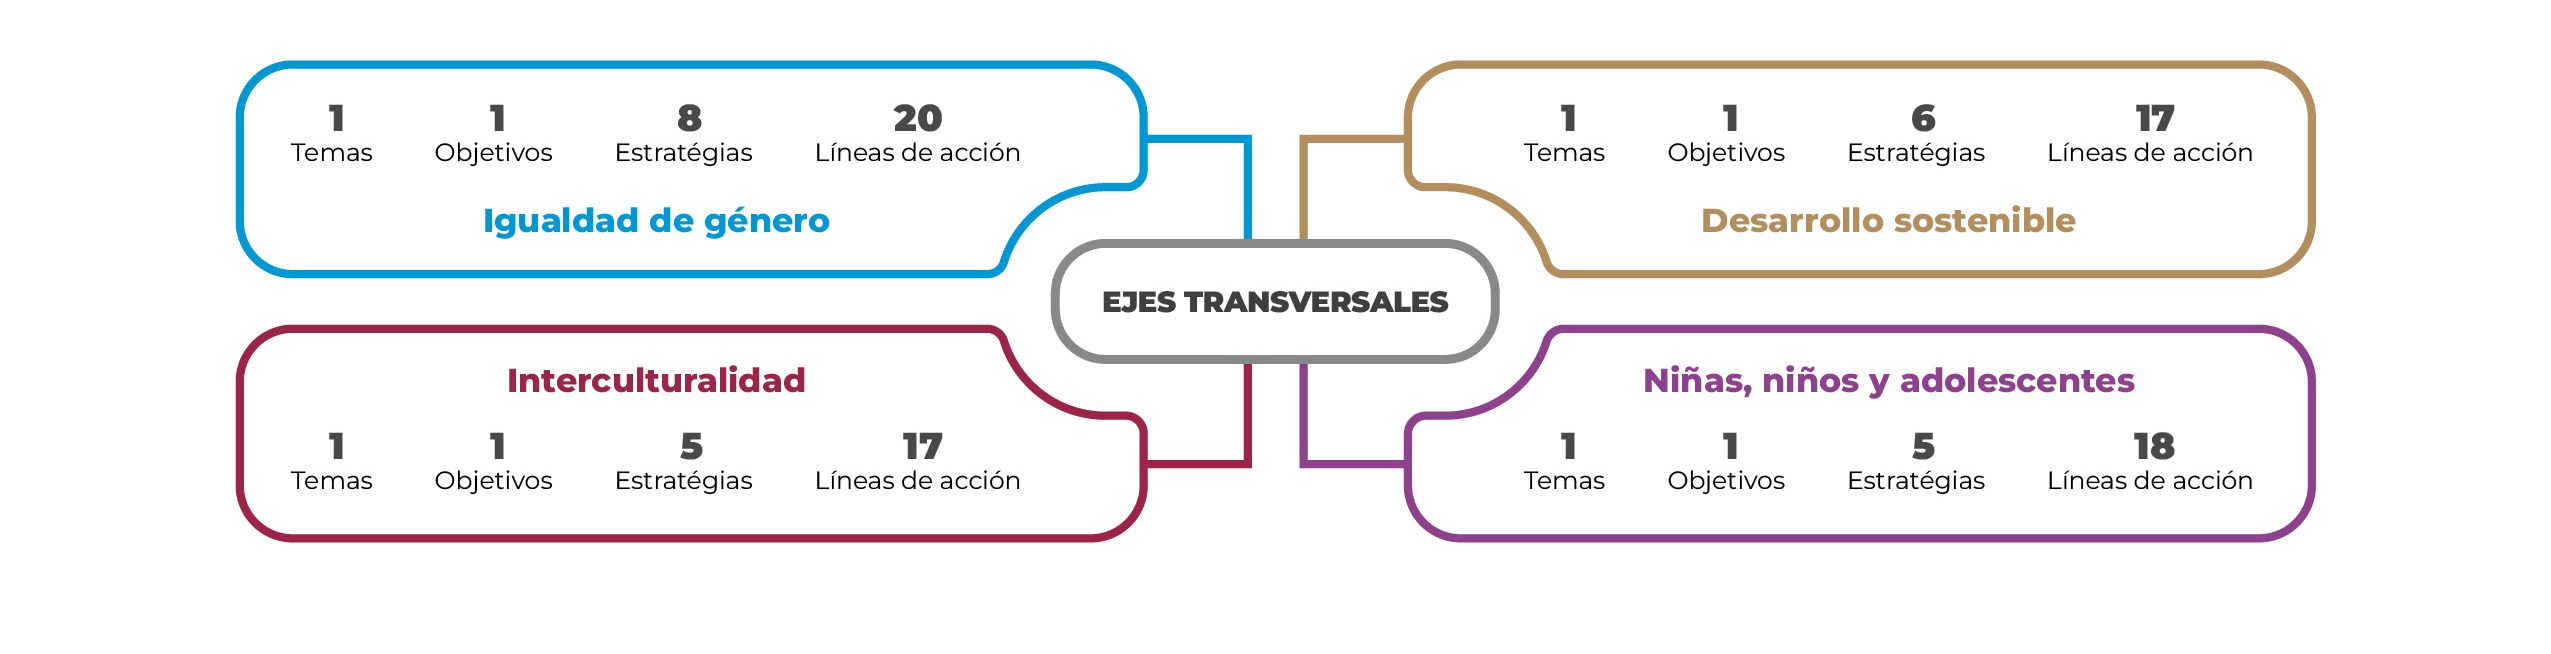 1 1 8 20
Temas Objetivos Estratégias Líneas de acción
Igualdad de género
1 1 6 17
Temas Objetivos Estratégias Líneas de acción
Desarrollo sostenible
EJES TRANSVERSALES
Interculturalidad
1 1 5 17
Temas Objetivos Estratégias Líneas de acción
Niñas, niños y adolescentes
1 1 5 18
Temas Objetivos Estratégias Líneas de acción